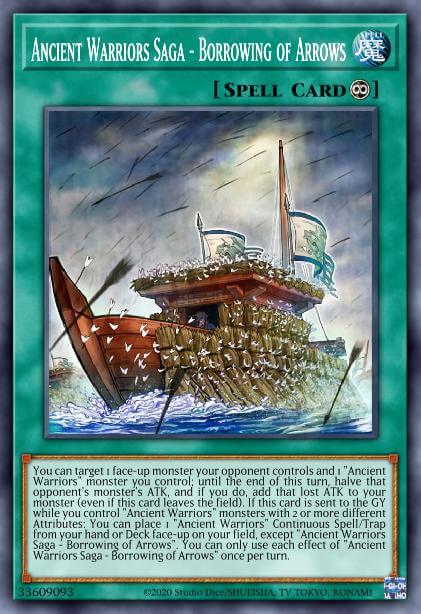 ANCIENT WARRIORS SAGA - BORROWING OF ARROWS
SPELL
魔
[SPELL CARD]
You can target 1 face-up monster your opponent controls and 1 "Ancient
Warriors" monster you control; until the end of this turn, halve that
opponent's monster's ATK, and if you do, add that lost ATK to your
monster (even if this card leaves the field). If this card is sent to the GY
while you control "Ancient Warriors" monsters with 2 or more different
Attributes: You can place 1 "Ancient Warriors" Continuous Spell/Trap
from your hand or Deck face-up on your field, except "Ancient Warriors
Saga - Borrowing of Arrows". You can only use each effect of "Ancient
Warriors Saga - Borrowing of Arrows" once per turn.
33609093
©2020 Studio Dice/SHUEISHA, TV TOKYO, KONAMI